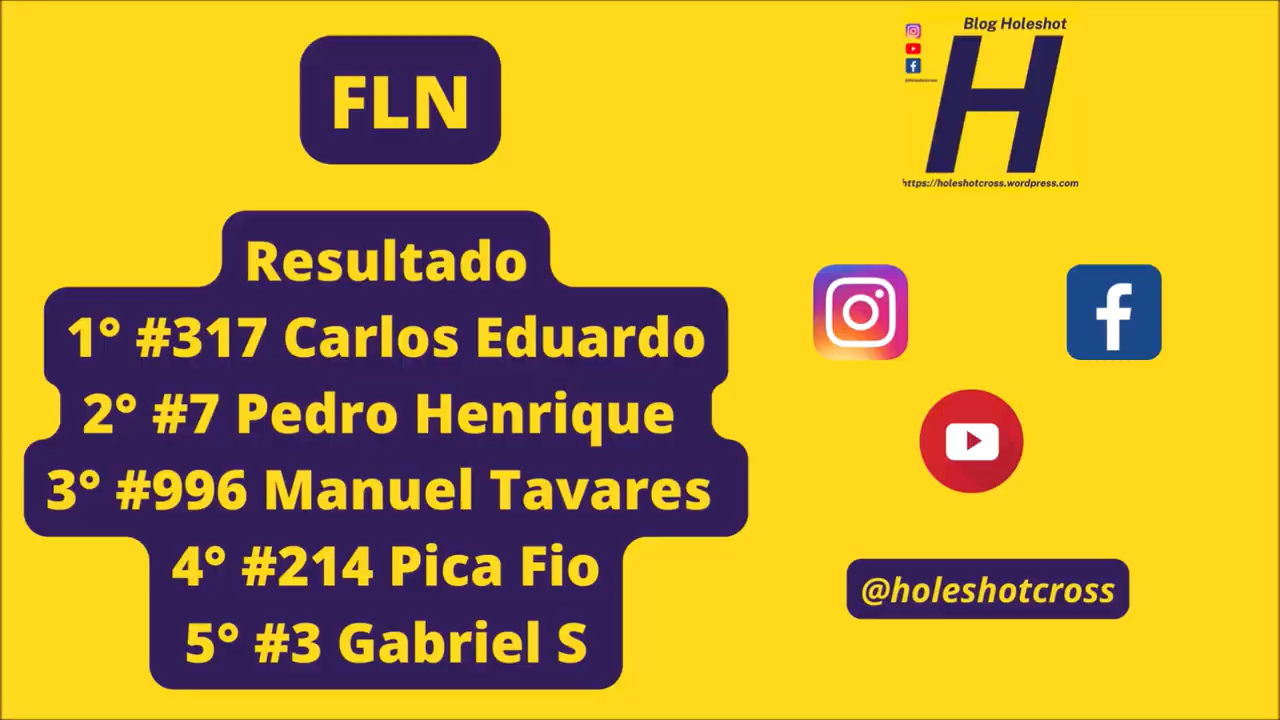 FLN
Resultado
1° #317 Carlos Eduardo
2° #7 Pedro Henrique
3° #996 Manuel Tavares
4° #214 Pica Fio
5° #3 Gabriel S
Blog Holeshot
H
https://holeshotcross.wordpress.com
@holeshotcross